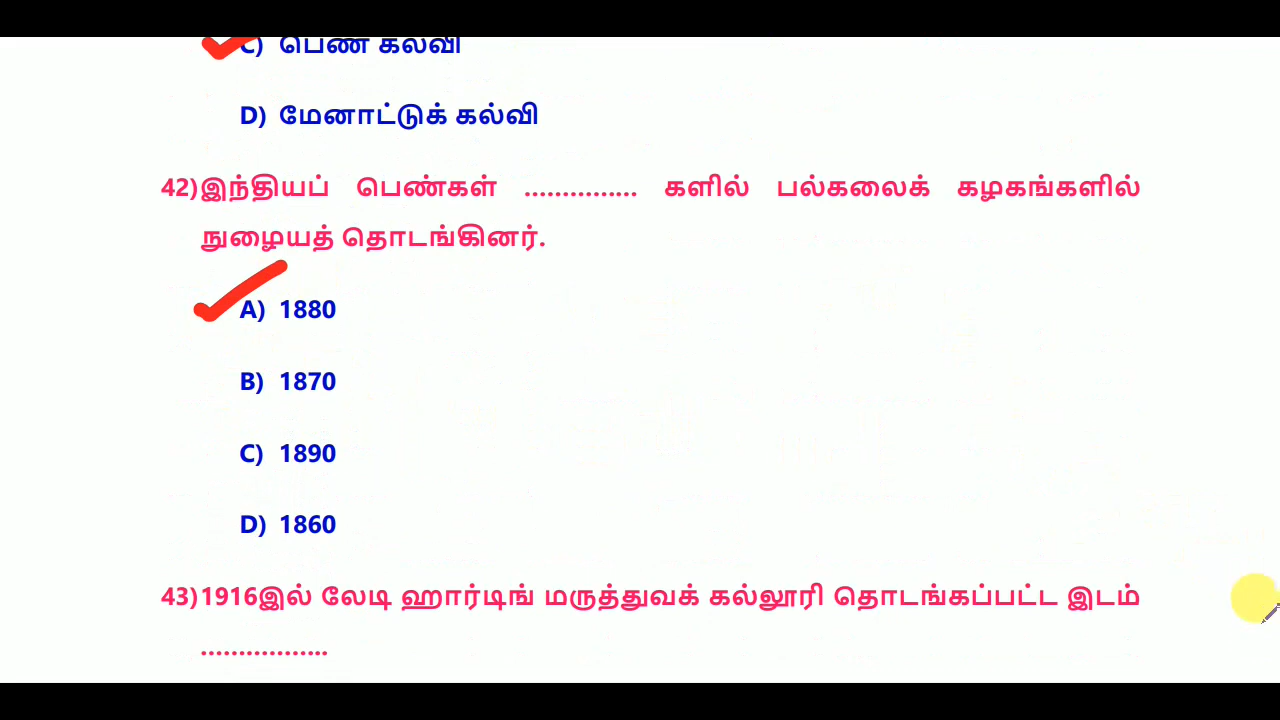 C) பெண் கல்வி
D) மேனாட்டுக் கல்வி
42)இந்தியப் பெண்கள் ............... களில் பல்கலைக் கழகங்களில்
நுழையத் தொடங்கினர்.
A) 1880
B) 1870
C) 1890
D) 1860
43)1916இல் லேடி ஹார்டிங் மருத்துவக் கல்லூரி தொடங்கப்பட்ட இடம்
.................